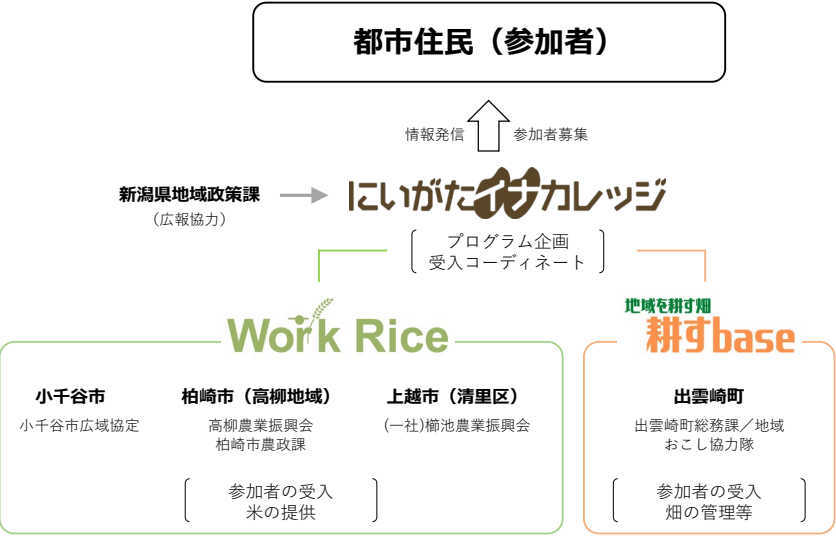 都市住民（参加者）
情報発信
参加者募集
新潟県地域政策課
（広報協力）
にいがたイナカレッジ
プログラム企画
受入コーディネート
Work Rice
地域を耕す畑
耕すbase
小千谷市
小千谷市広域協定
柏崎市（高柳地域）
高柳農業振興会
柏崎市農政課
上越市（清里区）
(一社)櫛池農業振興会
参加者の受入
米の提供
出雲崎町
出雲崎町総務課／地域
おこし協力隊
参加者の受入
畑の管理等